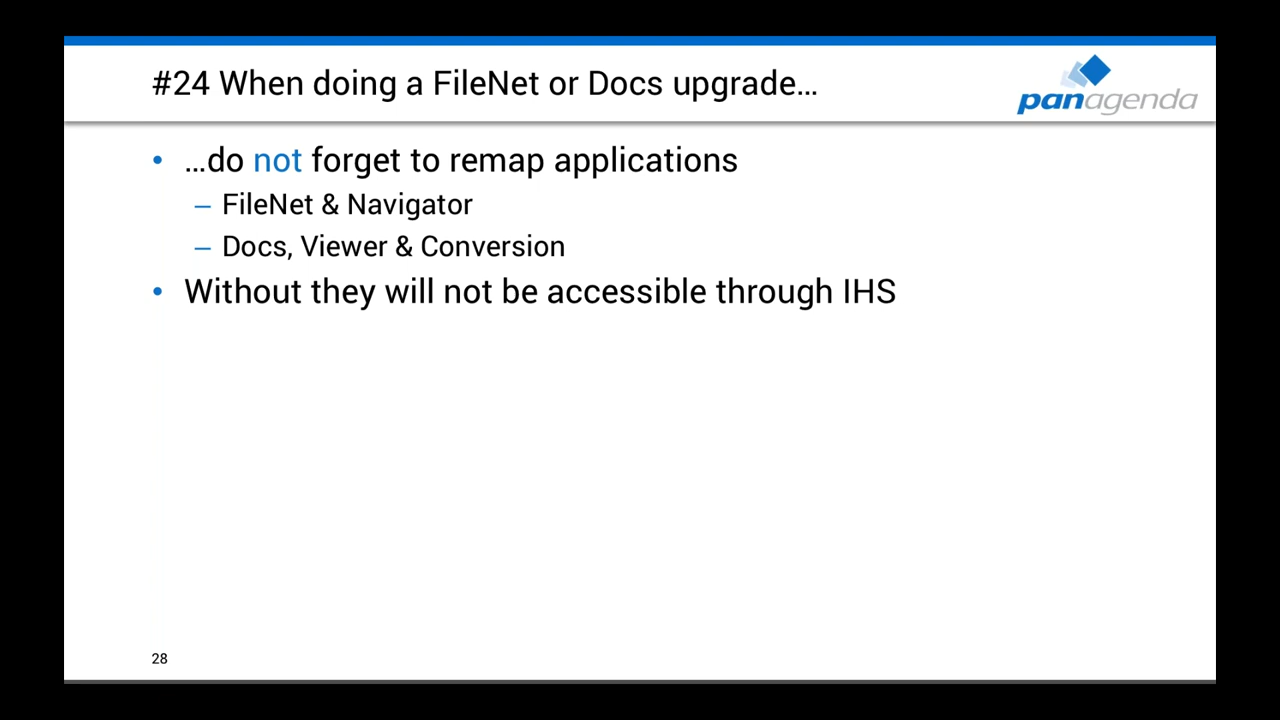 #24 When doing a FileNet or Docs upgrade…
panagenda
• …do not forget to remap applications
– FileNet & Navigator
– Docs, Viewer & Conversion
• Without they will not be accessible through IHS
28